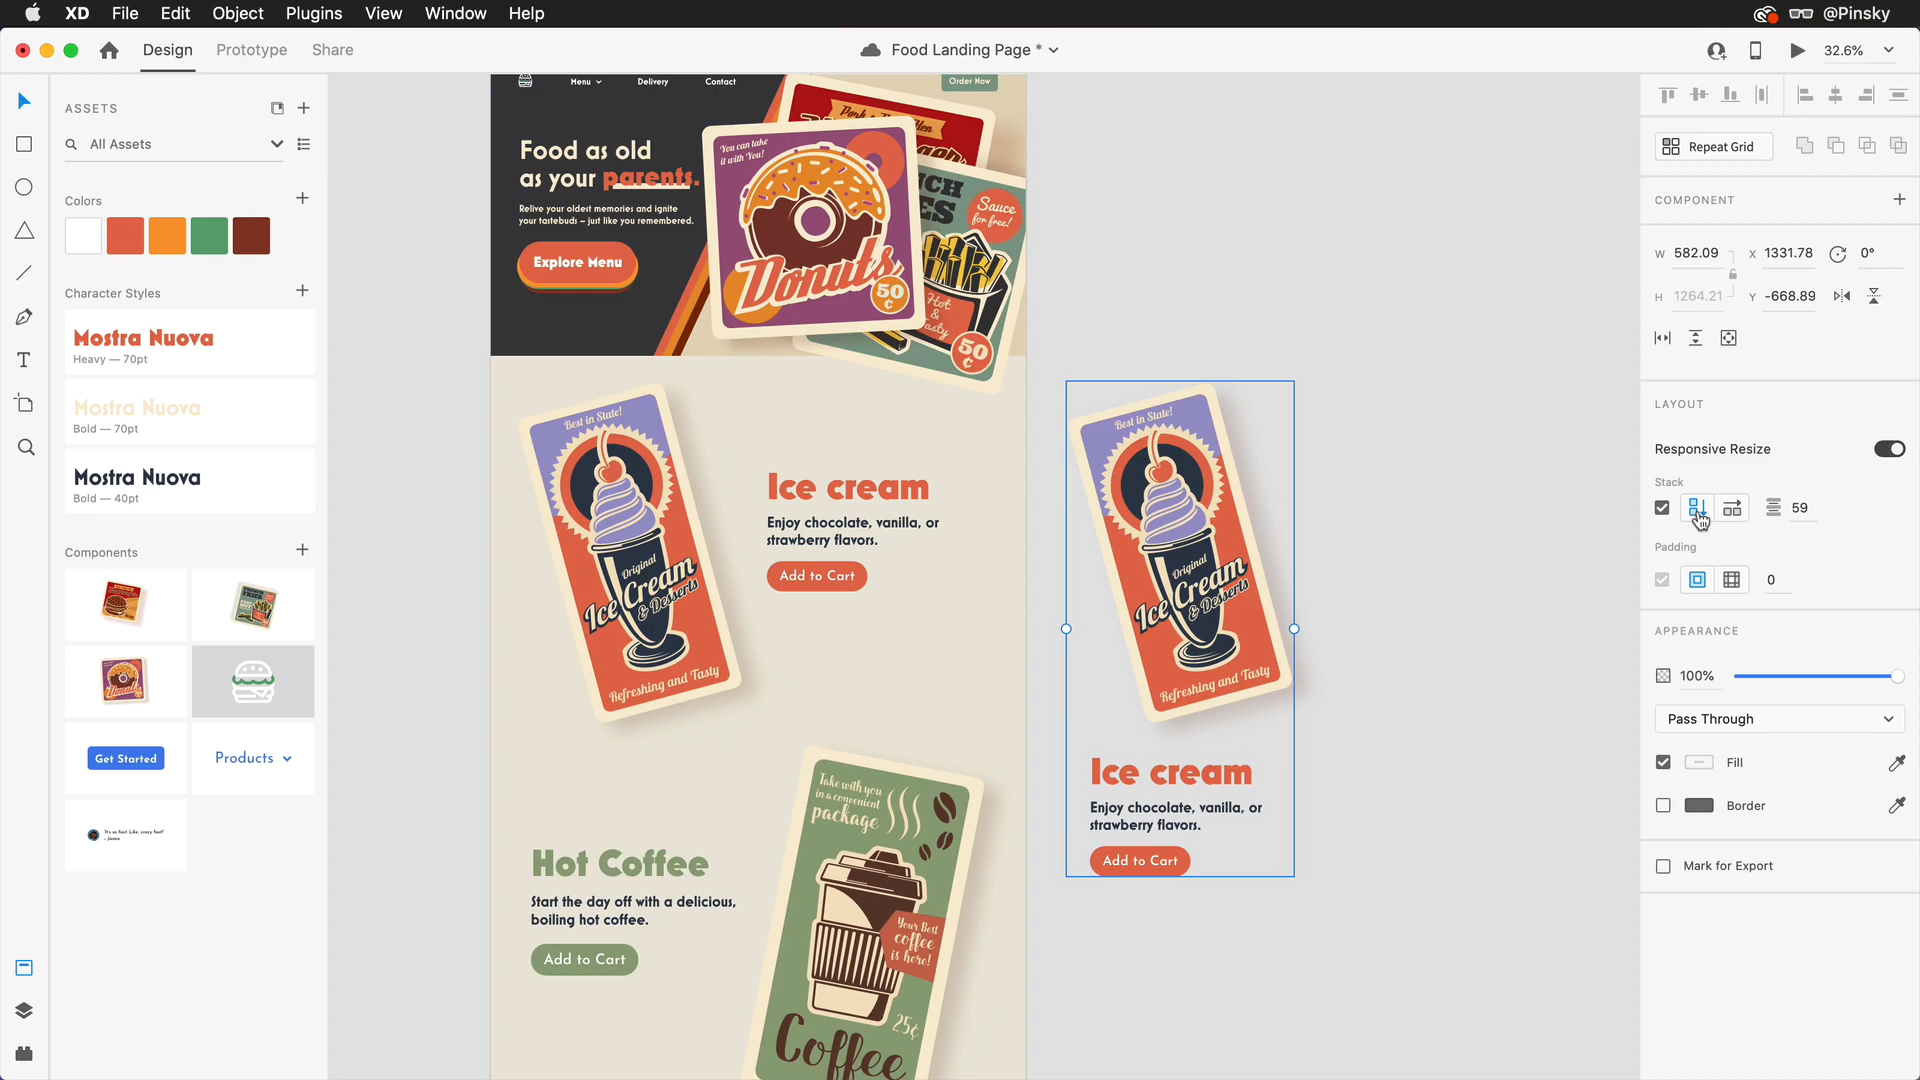 XD File Edit Object Plugins View Window Help
@Pinsky
Design Prototype Share
Food Landing Page *
32.6%
ASSETS
All Assets
Colors
Character Styles
Mostra Nuova
Heavy — 70pt
Mostra Nuova
Bold — 70pt
Mostra Nuova
Bold — 40pt
Components
Donuts
Get Started
Products
"It's so fast. Like, crazy fast!"
– Jamie
Menu
Delivery
Contact
Order Now
Food as old
as your parents.
Relive your oldest memories and ignite
your tastebuds – just like you remembered.
Explore Menu
You can take
it with You!
Donuts
50
¢
Sauce
for free!
Hot
&
Tasty
50
¢
Best in State!
Original
Ice Cream
& Desserts
Refreshing and Tasty
Ice cream
Enjoy chocolate, vanilla, or
strawberry flavors.
Add to Cart
Hot Coffee
Start the day off with a delicious,
boiling hot coffee.
Add to Cart
Take with you
in a convenient
package
Your Best
coffee
is here!
25¢
Coffee
Best in State!
Original
Ice Cream
& Desserts
Refreshing and Tasty
Ice cream
Enjoy chocolate, vanilla, or
strawberry flavors.
Add to Cart
Repeat Grid
COMPONENT
W 582.09 X 1331.78 0°
H 1264.21 Y -668.89
LAYOUT
Responsive Resize
Stack
59
Padding
0
APPEARANCE
100%
Pass Through
Fill
Border
Mark for Export